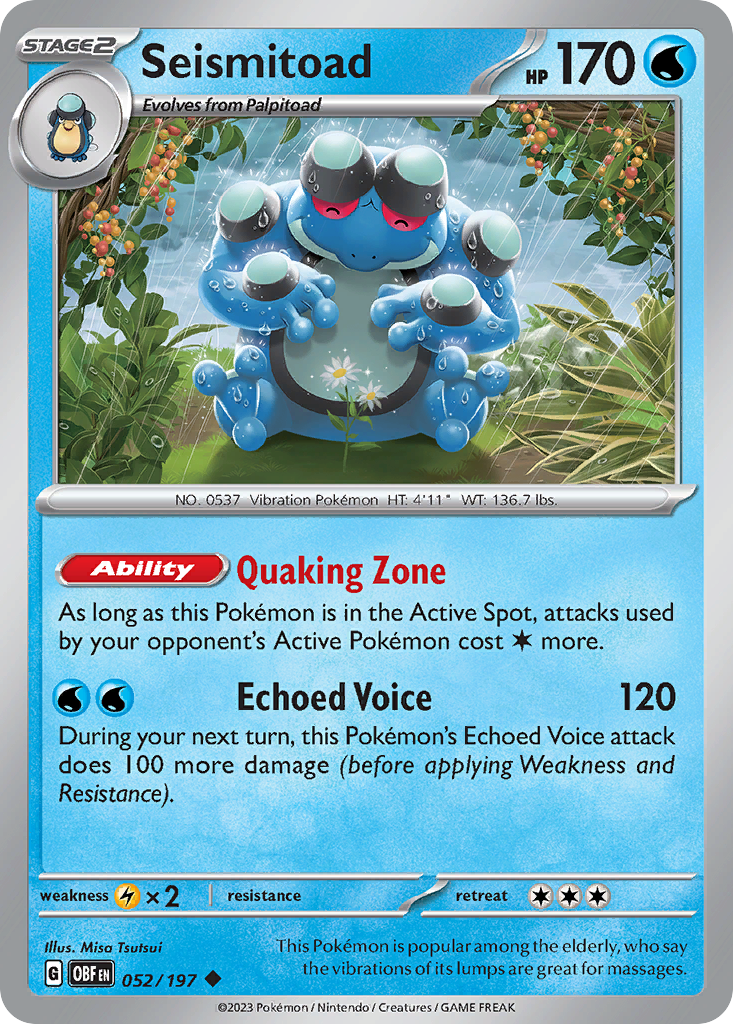 STAGE2
Seismitoad
HP 170
Evolves from Palpitoad
NO. 0537 Vibration Pokémon HT: 4'11" WT: 136.7 lbs.
Ability Quaking Zone
As long as this Pokémon is in the Active Spot, attacks used
by your opponent's Active Pokémon cost more.
Echoed Voice 120
During your next turn, this Pokémon's Echoed Voice attack
does 100 more damage (before applying Weakness and
Resistance).
weakness ×2 resistance retreat
Illus. Misa Tsutsui
G OBF EN 052/197
This Pokémon is popular among the elderly, who say
the vibrations of its lumps are great for massages.
©2023 Pokémon / Nintendo / Creatures / GAME FREAK